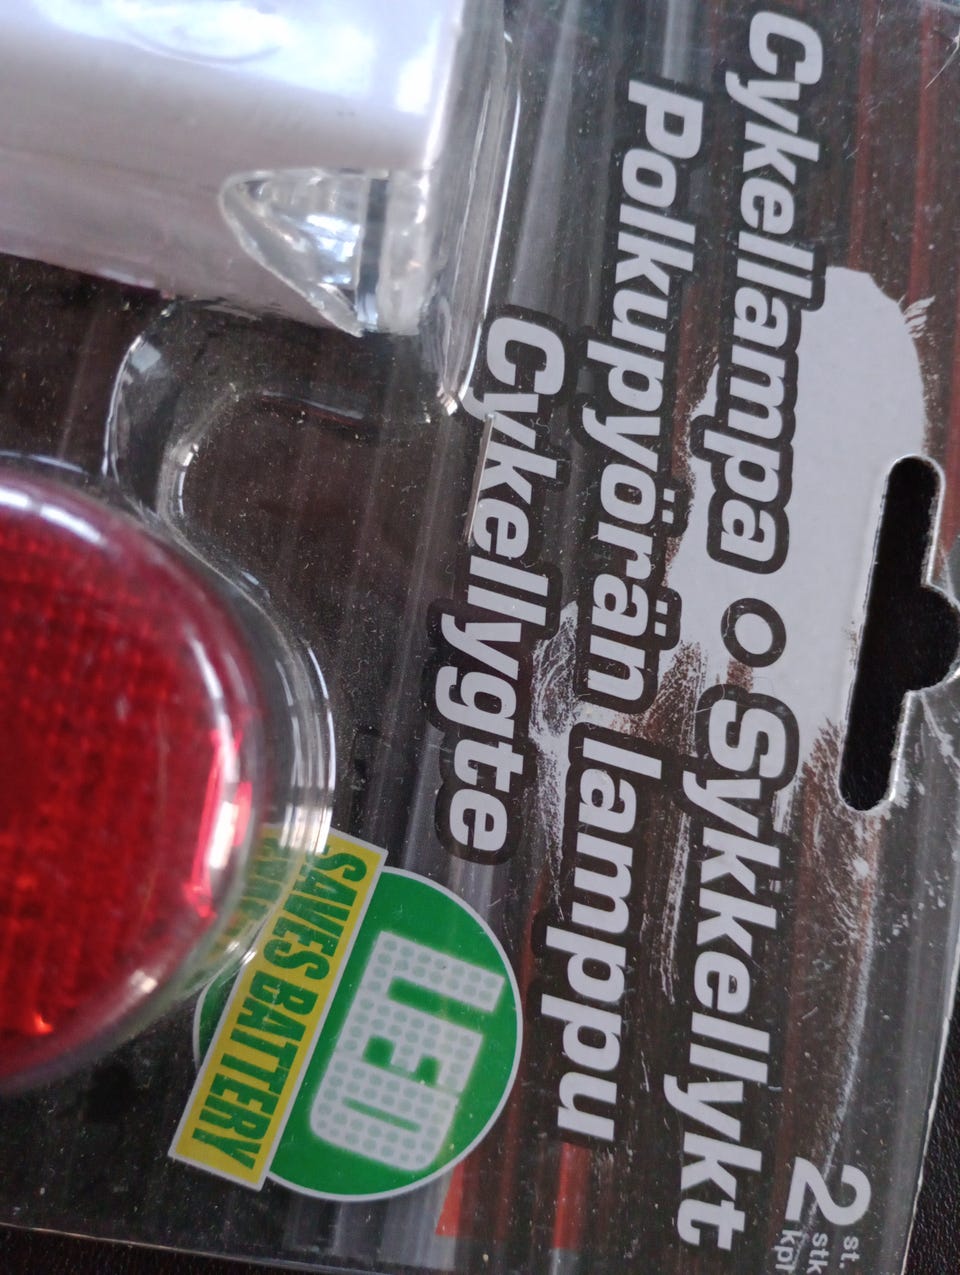 Cykellampa • Sykkellykt
Polkupyörän lamppu
Cykellygte
2 st.
stk
kpl
LED
SAVES BATTERY